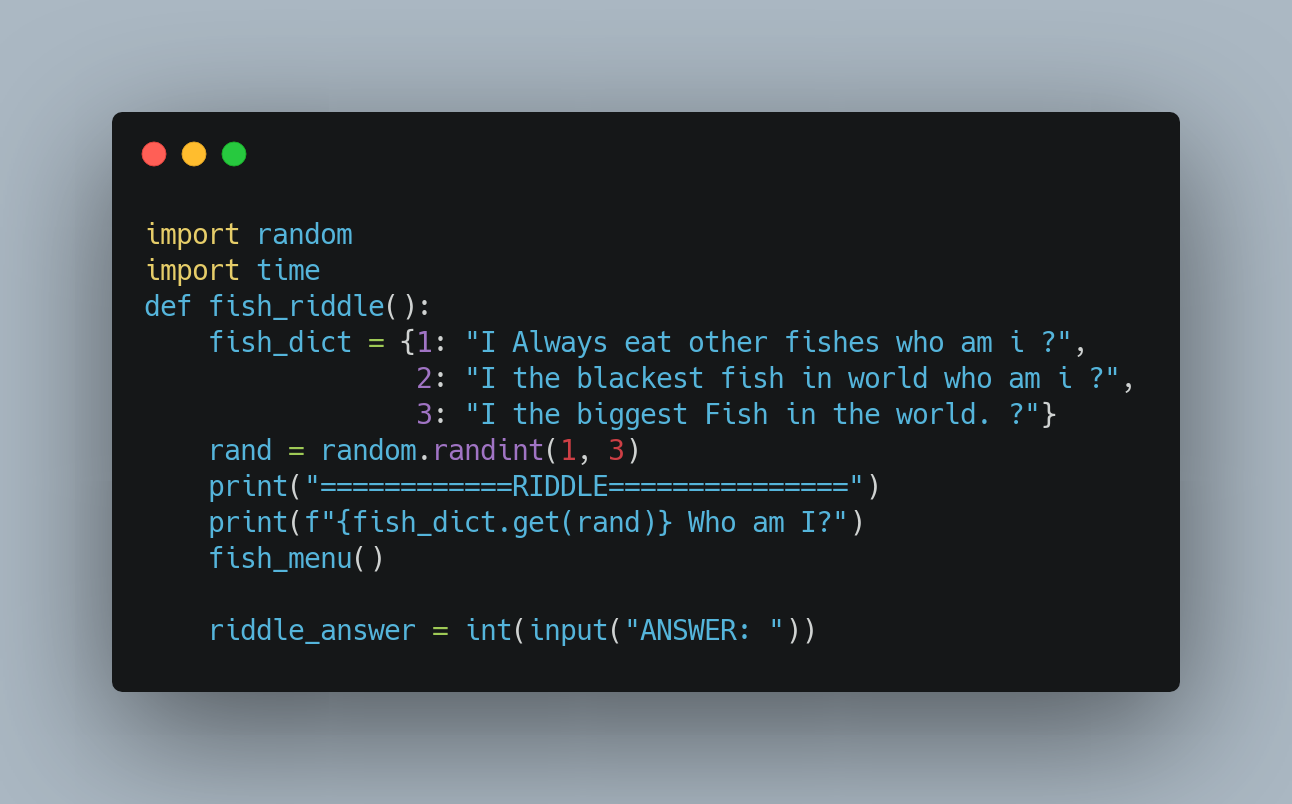 import random
import time
def fish_riddle():
    fish_dict = {1: "I Always eat other fishes who am i ?",
                 2: "I the blackest fish in world who am i ?",
                 3: "I the biggest Fish in the world. ?"}
    rand = random.randint(1, 3)
    print("============RIDDLE===============")
    print(f"{fish_dict.get(rand)} Who am I?")
    fish_menu()

    riddle_answer = int(input("ANSWER: "))